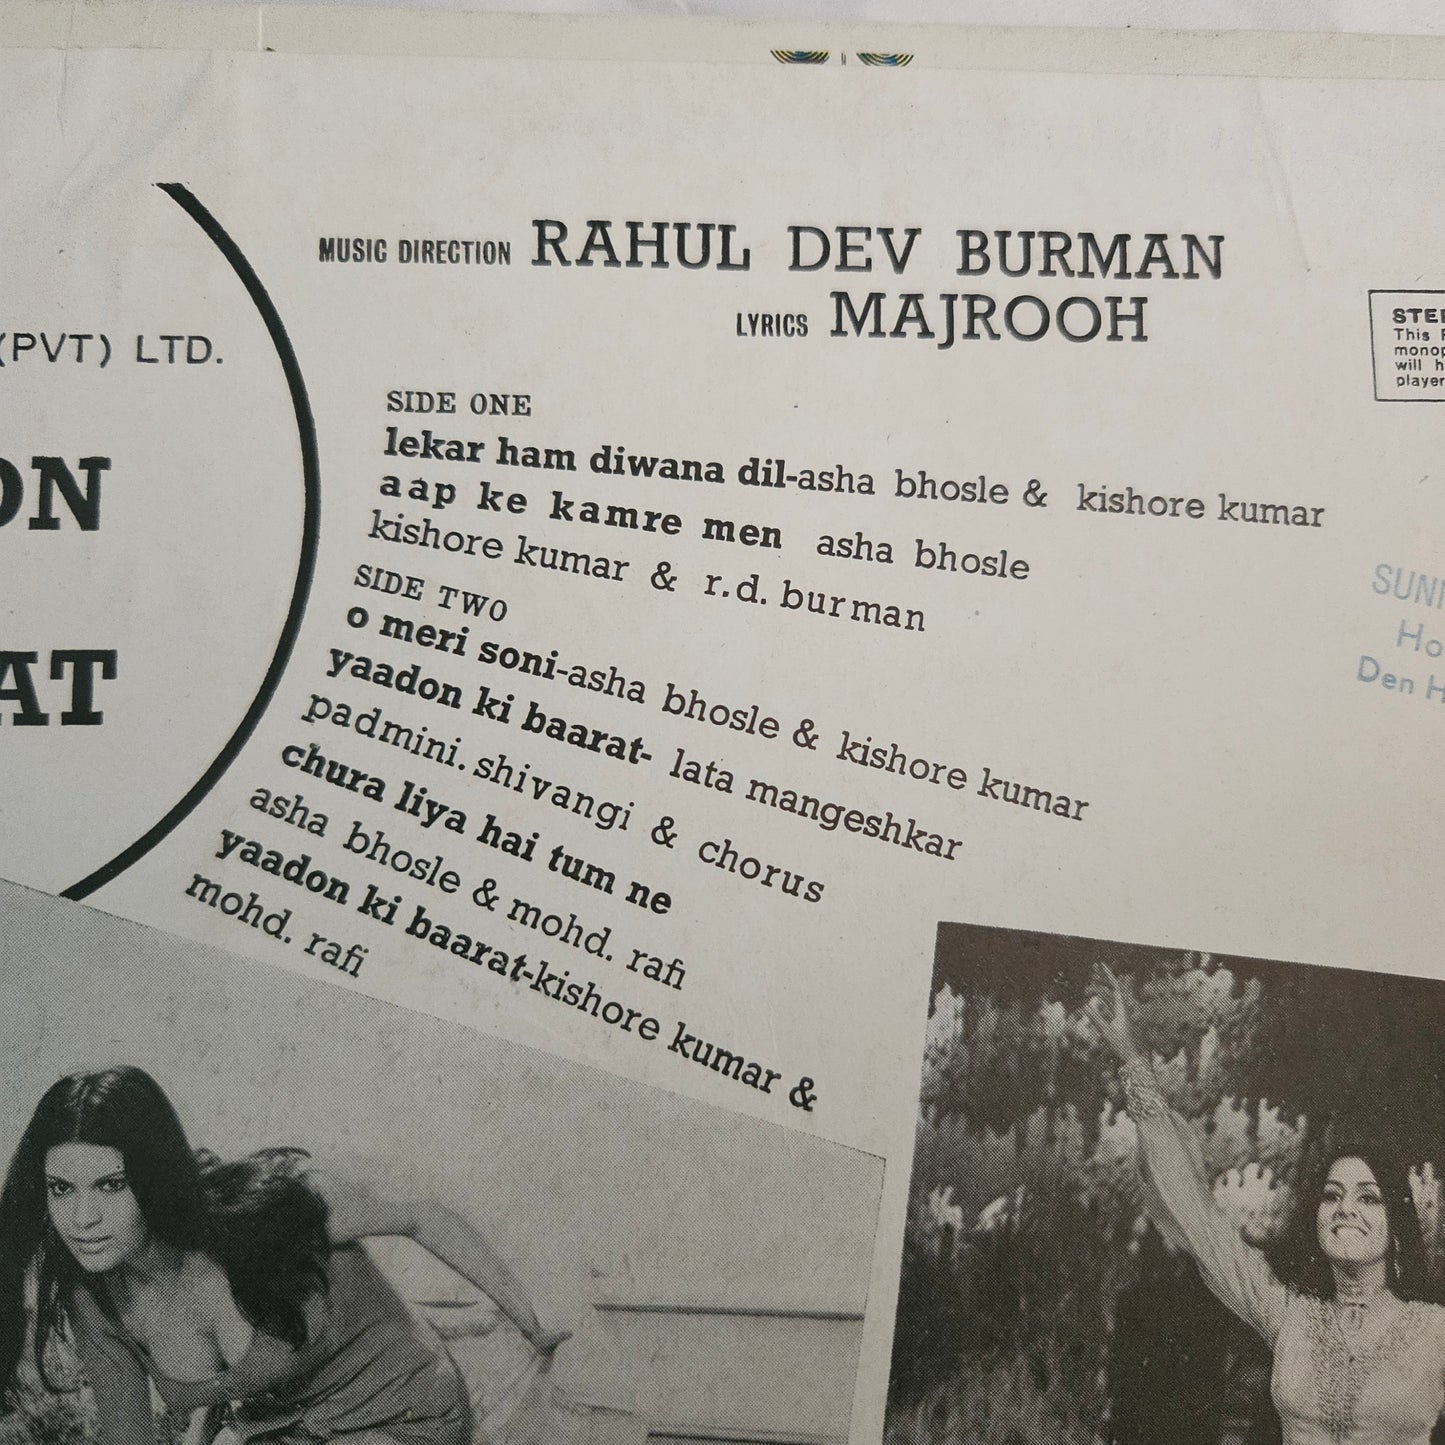 MUSIC DIRECTION RAHUL DEV BURMAN
LYRICS MAJROOH
(PVT) LTD.
ON
AT
SIDE ONE
lekar ham diwana dil-asha bhosle & kishore kumar
aap ke kamre men asha bhosle
kishore kumar & r.d. burman
SIDE TWO
o meri soni-asha bhosle & kishore kumar
yaadon ki baarat- lata mangeshkar
padmini. shivangi & chorus
chura liya hai tum ne
asha bhosle & mohd. rafi
yaadon ki baarat-kishore kumar &
mohd. rafi
This
will
Den